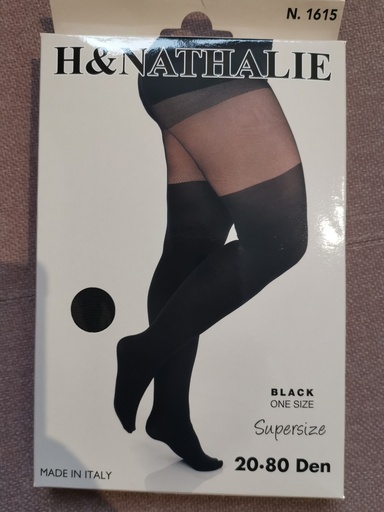 N. 1615
H&NATHALIE
BLACK
ONE SIZE
Supersize
20-80 Den
MADE IN ITALY